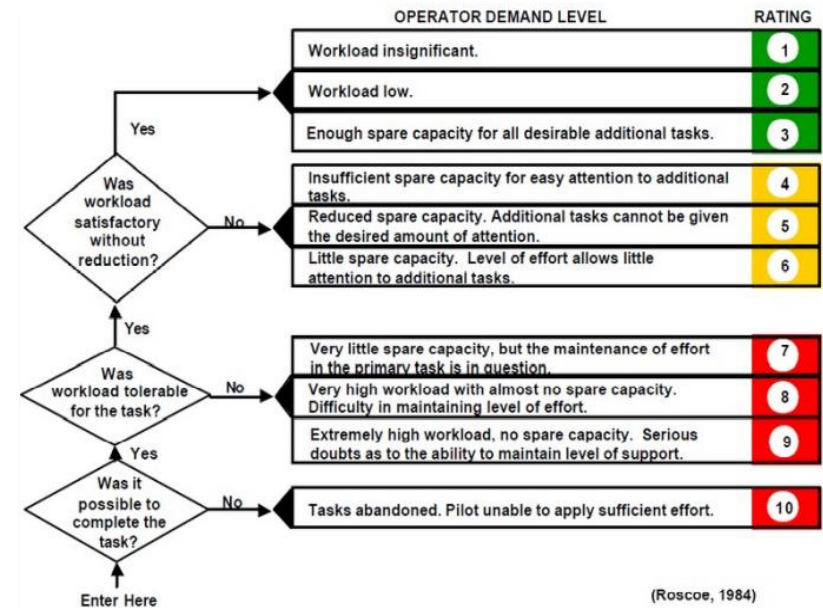 OPERATOR DEMAND LEVEL
RATING
Workload insignificant.
1
Workload low.
2
Enough spare capacity for all desirable additional tasks.
3
Yes
Was
workload
satisfactory
without
reduction?
No
Insufficient spare capacity for easy attention to additional
tasks.
4
Reduced spare capacity. Additional tasks cannot be given
the desired amount of attention.
5
Little spare capacity. Level of effort allows little
attention to additional tasks.
6
Yes
Was
workload tolerable
for the task?
No
Very little spare capacity, but the maintenance of effort
in the primary task is in question.
7
Very high workload with almost no spare capacity.
Difficulty in maintaining level of effort.
8
Extremely high workload, no spare capacity. Serious
doubts as to the ability to maintain level of support.
9
Yes
Was it
possible to
complete the
task?
No
Tasks abandoned. Pilot unable to apply sufficient effort.
10
Enter Here
(Roscoe, 1984)